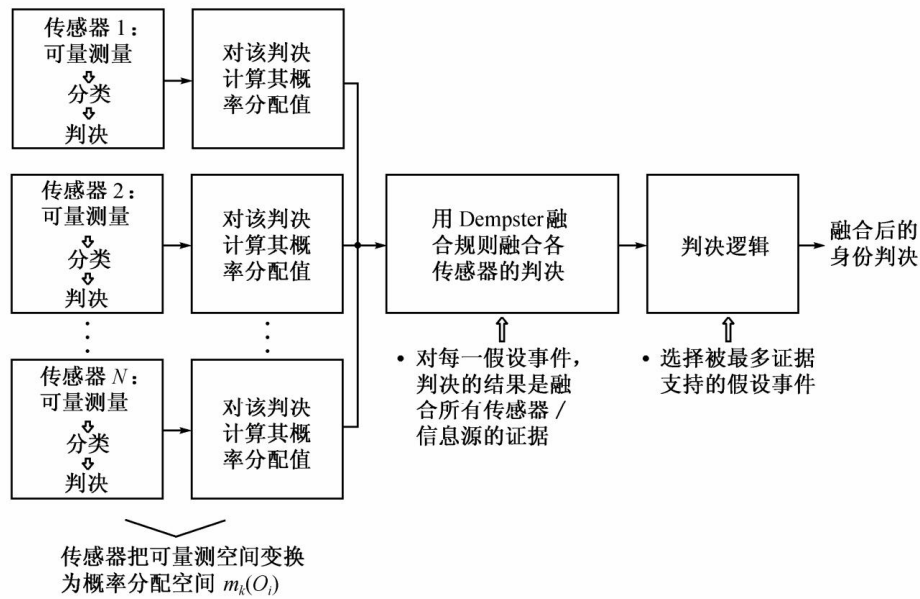 传感器 1：
可量测量
分类
判决
对该判决
计算其概
率分配值
传感器 2：
可量测量
分类
判决
对该判决
计算其概
率分配值
传感器 N：
可量测量
分类
判决
对该判决
计算其概
率分配值
用 Dempster 融
合规则融合各
传感器的判决
判决逻辑
融合后的
身份判决
• 对每一假设事件，
判决的结果是融
合所有传感器 /
信息源的证据
• 选择被最多证据
支持的假设事件
传感器把可量测空间变换
为概率分配空间 mₖ(Oᵢ)